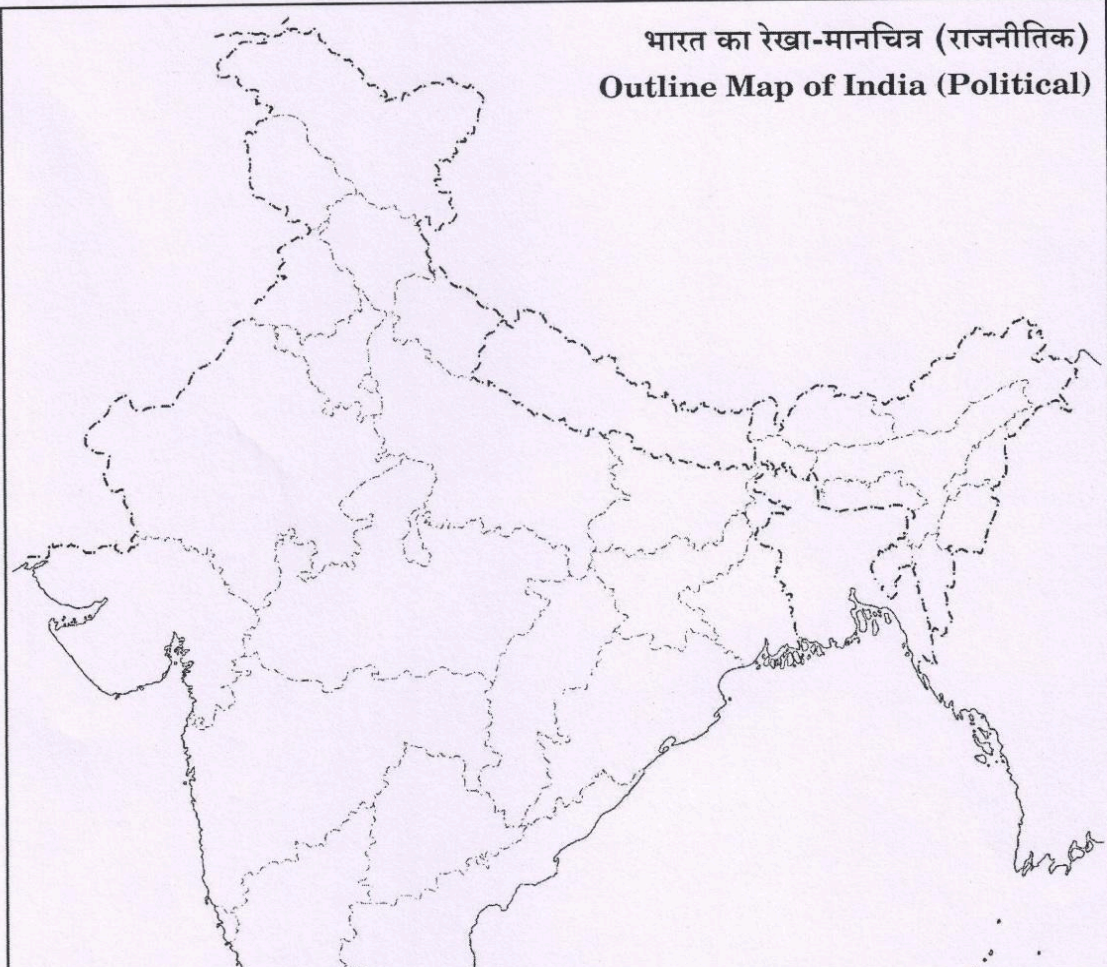 भारत का रेखा-मानचित्र (राजनीतिक)
Outline Map of India (Political)